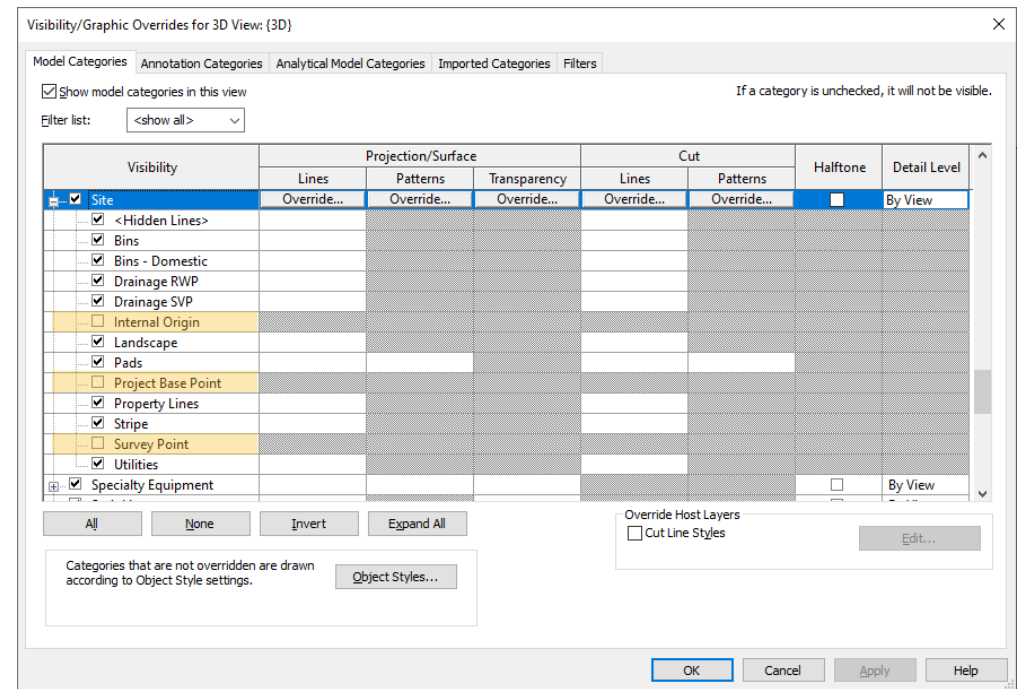 Visibility/Graphic Overrides for 3D View: {3D}
Model Categories Annotation Categories Analytical Model Categories Imported Categories Filters
Show model categories in this view
If a category is unchecked, it will not be visible.
Filter list: <show all>
Visibility Projection/Surface Cut Halftone Detail Level
Lines Patterns Transparency Lines Patterns
Site Override... Override... Override... Override... Override... By View
<Hidden Lines>
Bins
Bins - Domestic
Drainage RWP
Drainage SVP
Internal Origin
Landscape
Pads
Project Base Point
Property Lines
Stripe
Survey Point
Utilities
Specialty Equipment By View
All None Invert Expand All
Override Host Layers
Cut Line Styles
Edit...
Categories that are not overridden are drawn
according to Object Style settings.
Object Styles...
OK Cancel Apply Help